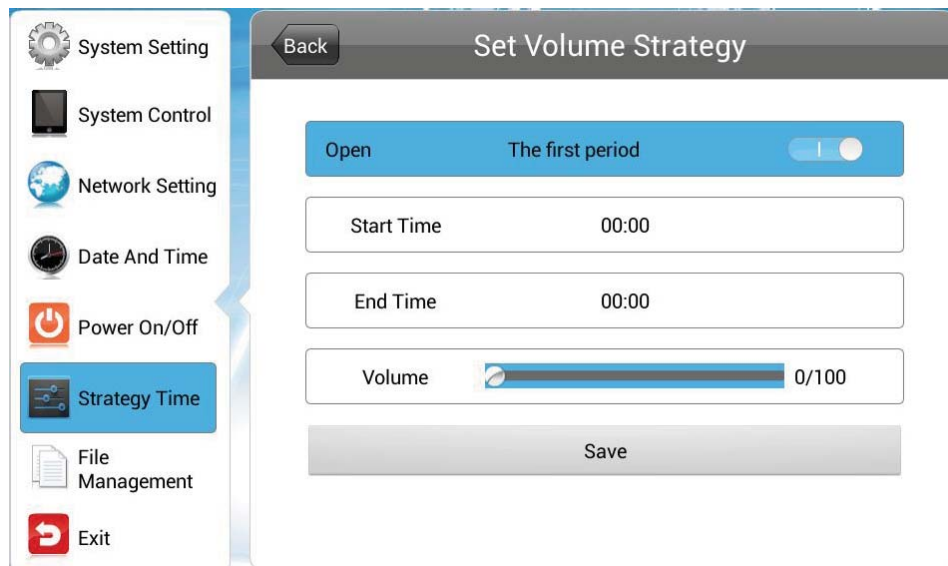 System Setting
System Control
Network Setting
Date And Time
Power On/Off
Strategy Time
File
Management
Exit
Back
Set Volume Strategy
Open The first period
Start Time 00:00
End Time 00:00
Volume 0/100
Save